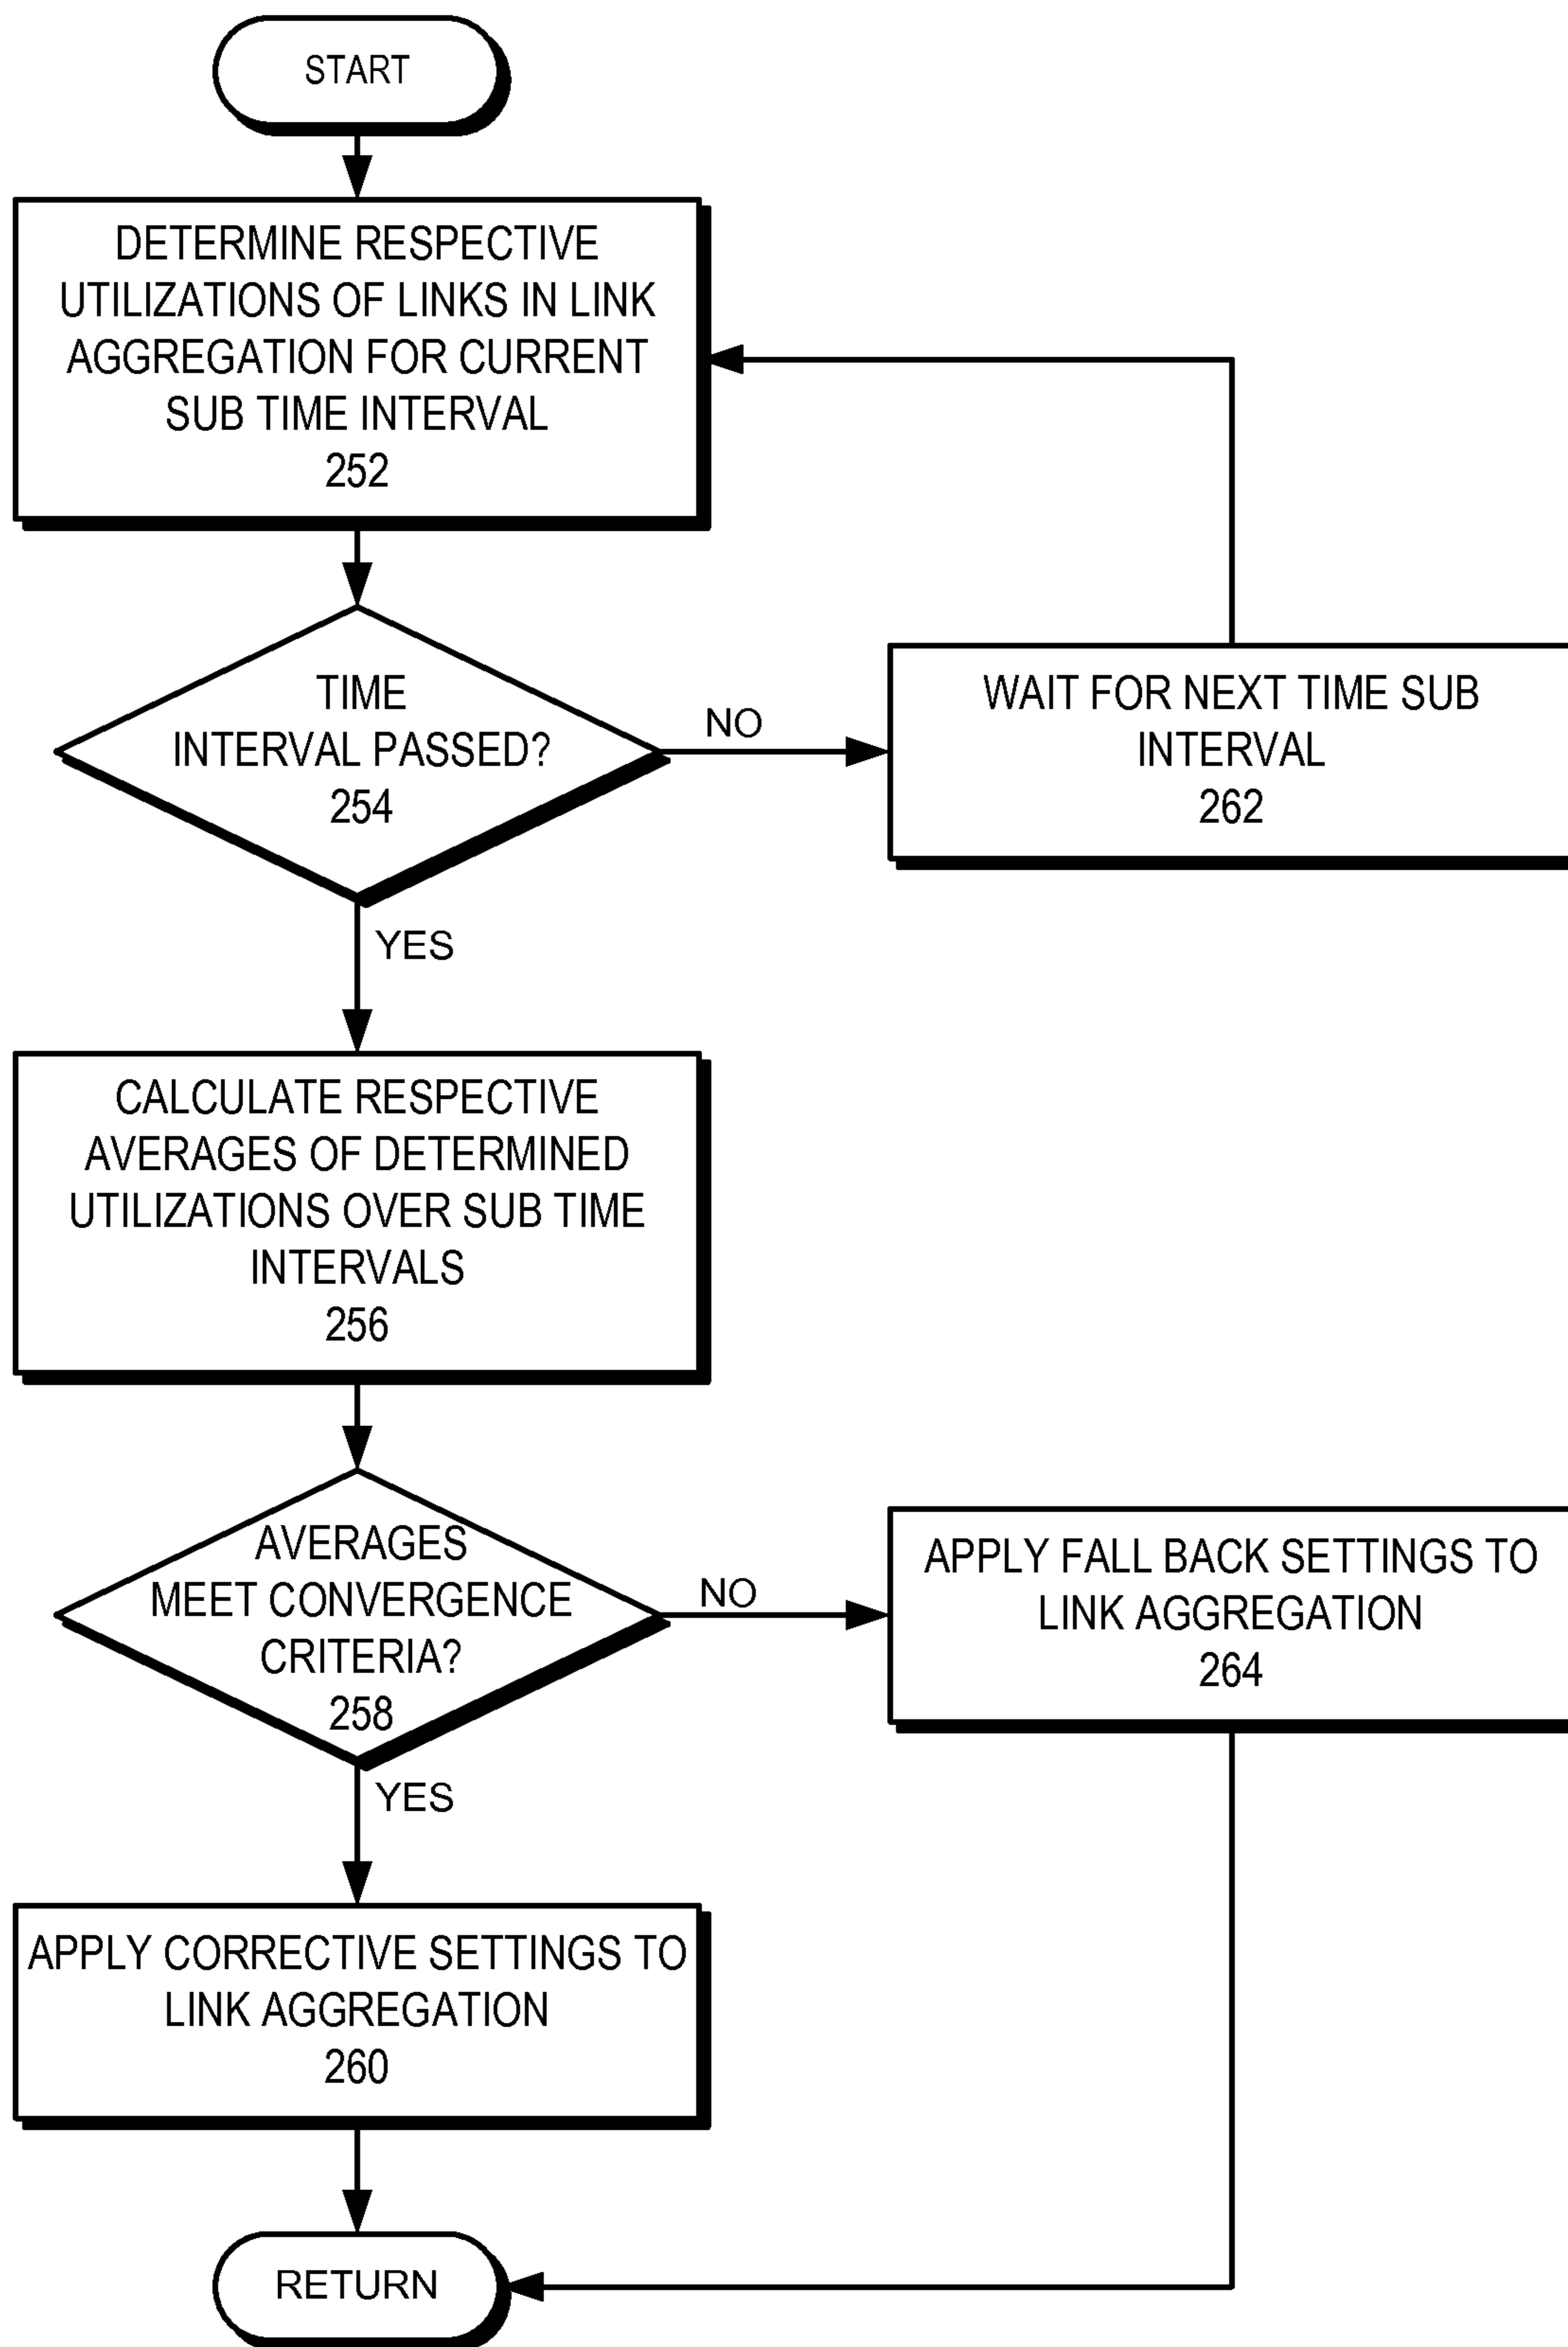 START
DETERMINE RESPECTIVE
UTILIZATIONS OF LINKS IN LINK
AGGREGATION FOR CURRENT
SUB TIME INTERVAL
252
TIME
INTERVAL PASSED?
254
NO
WAIT FOR NEXT TIME SUB
INTERVAL
262
YES
CALCULATE RESPECTIVE
AVERAGES OF DETERMINED
UTILIZATIONS OVER SUB TIME
INTERVALS
256
AVERAGES
MEET CONVERGENCE
CRITERIA?
258
NO
APPLY FALL BACK SETTINGS TO
LINK AGGREGATION
264
YES
APPLY CORRECTIVE SETTINGS TO
LINK AGGREGATION
260
RETURN